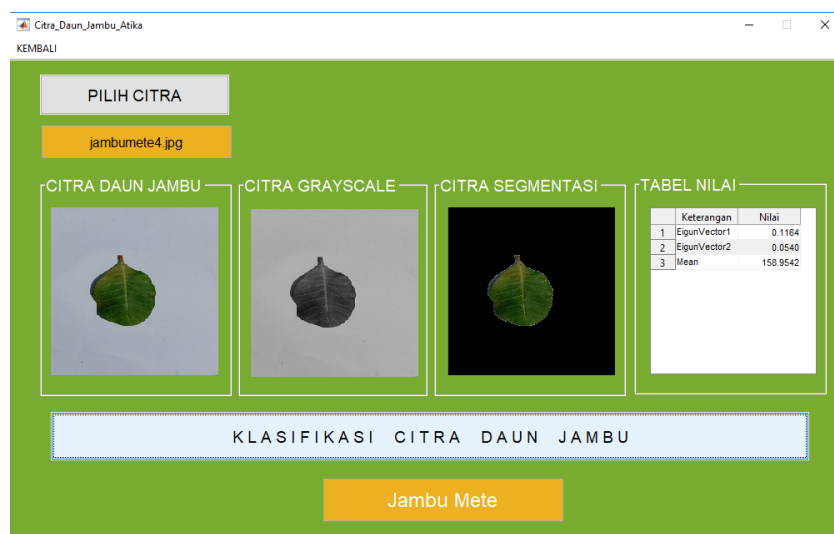 Citra_Daun_Jambu_Atika
KEMBALI
PILIH CITRA
jambumete4.jpg
CITRA DAUN JAMBU
CITRA GRAYSCALE
CITRA SEGMENTASI
TABEL NILAI
Keterangan Nilai
1 EigunVector1 0.1164
2 EigunVector2 0.0540
3 Mean 158.9542
KLASIFIKASI CITRA DAUN JAMBU
Jambu Mete